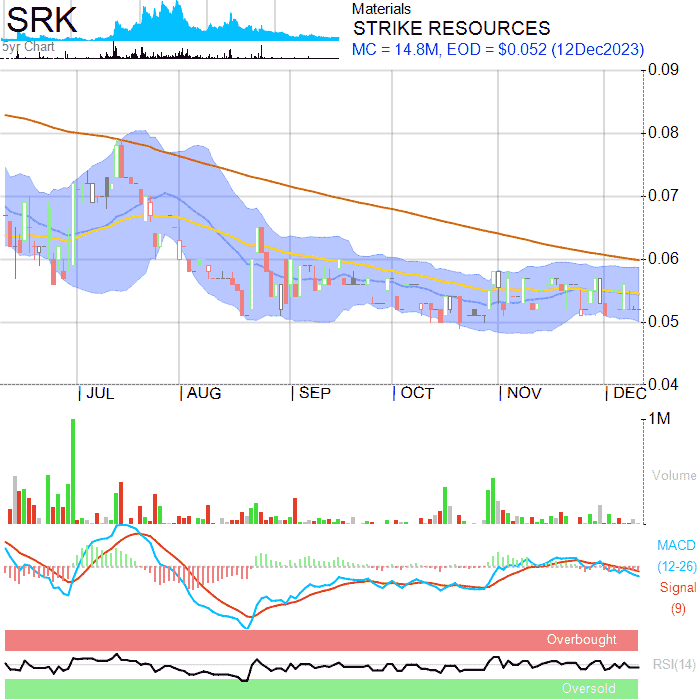 SRK
5yr Chart
Materials
STRIKE RESOURCES
MC = 14.8M, EOD = $0.052 (12Dec2023)
0.09
0.08
0.07
0.06
0.05
0.04
JUL AUG SEP OCT NOV DEC
1M
Volume
MACD
(12-26)
Signal
(9)
Overbought
RSI(14)
Oversold